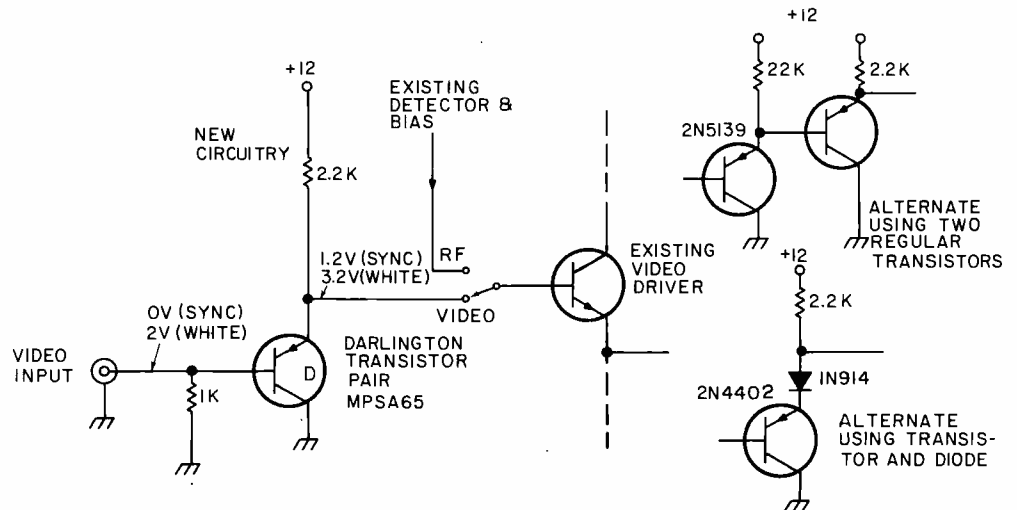 +12
NEW
CIRCUITRY
2.2K
EXISTING
DETECTOR &
BIAS
1.2V (SYNC)
3.2V (WHITE)
RF
VIDEO
EXISTING
VIDEO
DRIVER
0V (SYNC)
2V (WHITE)
VIDEO
INPUT
1K
D
DARLINGTON
TRANSISTOR
PAIR
MPSA65
+12
22K
2.2K
2N5139
ALTERNATE
USING TWO
REGULAR
TRANSISTORS
+12
2.2K
1N914
2N4402
ALTERNATE
USING TRANSIS-
TOR AND DIODE